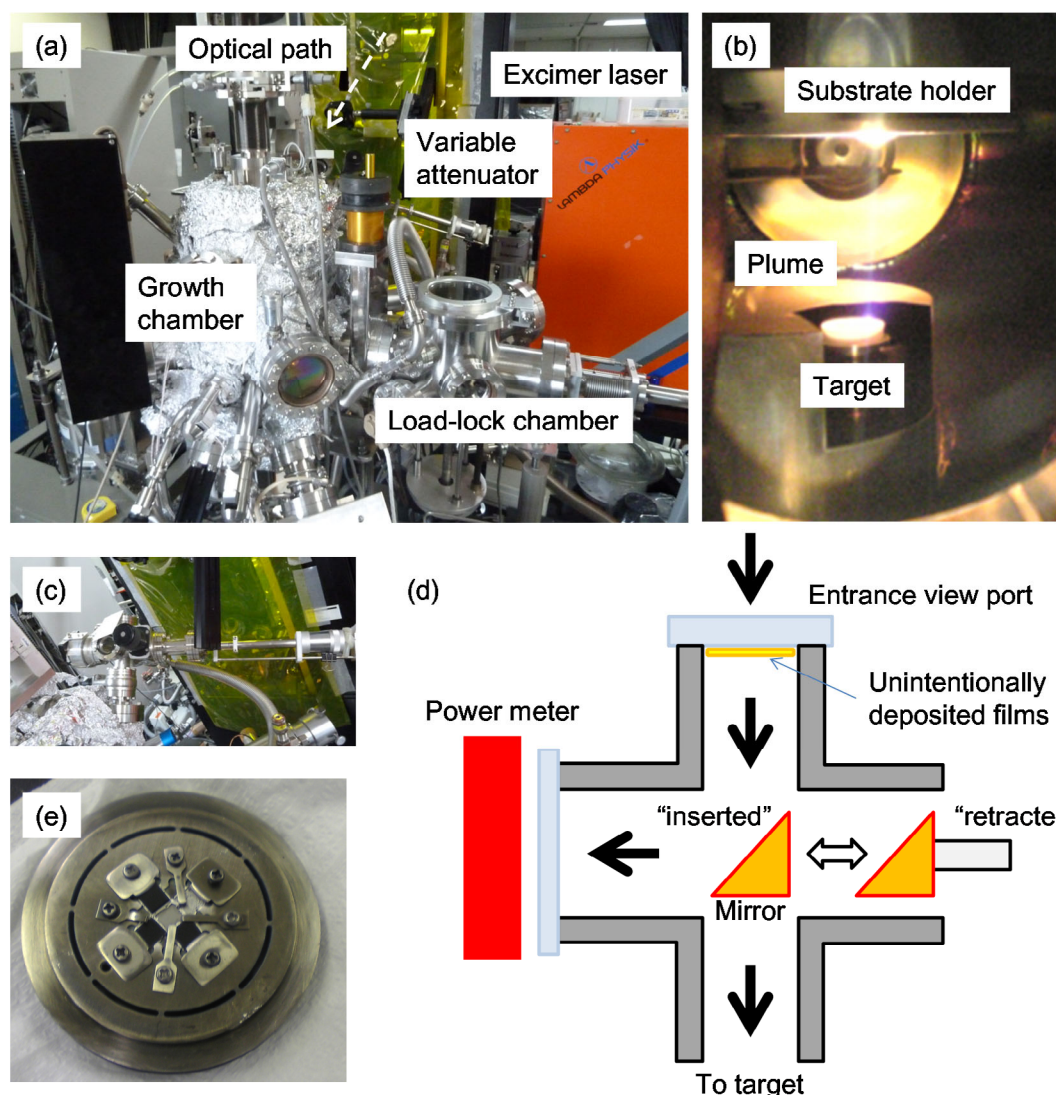 (a)
Optical path
Excimer laser
Variable
attenuator
LAMBDA PHYSIK
Growth
chamber
Load-lock chamber
(b)
Substrate holder
Plume
Target
(c)
(d)
Entrance view port
Unintentionally
deposited films
Power meter
“inserted”
“retracte
Mirror
To target
(e)